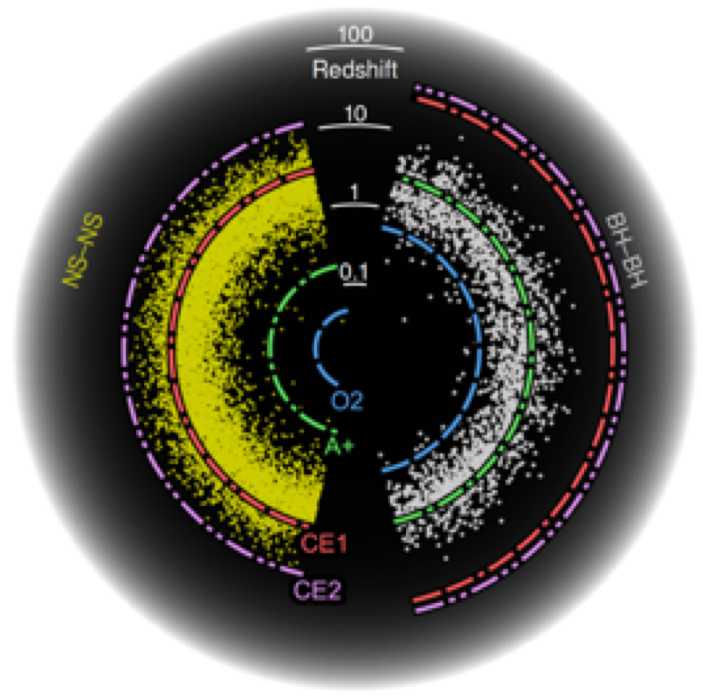 100
Redshift
10
1
0.1
NS–NS
BH–BH
O2
A+
CE1
CE2